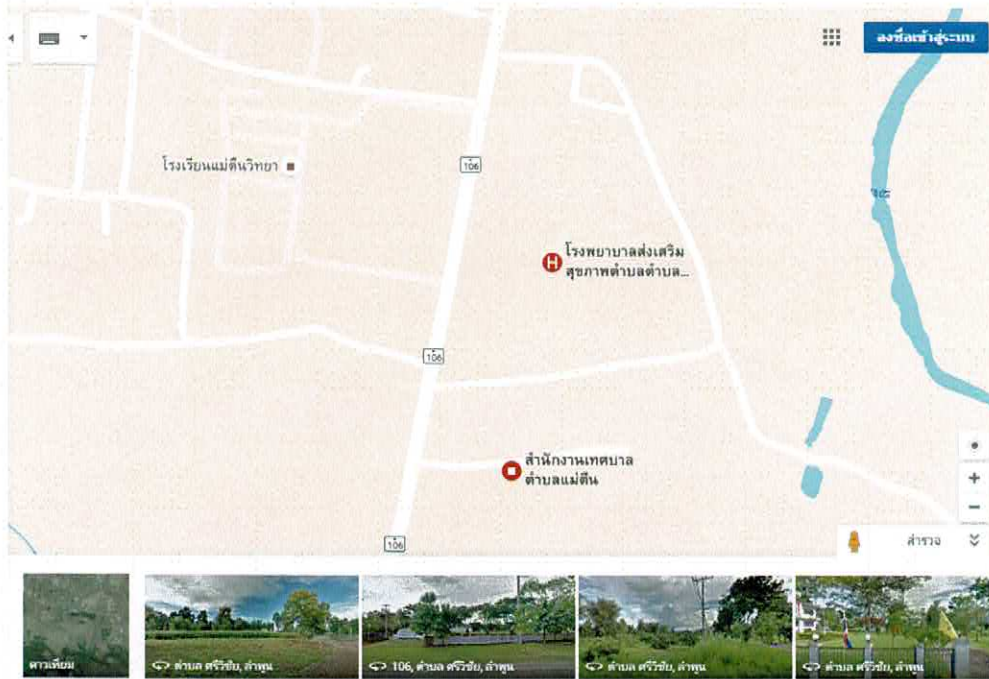 ลงชื่อเข้าสู่ระบบ
โรงเรียนแม่ตืนวิทยา
106
โรงพยาบาลส่งเสริม
สุขภาพตำบลตำบล...
106
สำนักงานเทศบาล
ตำบลแม่ตืน
106
สำรวจ
ดาวเทียม
ตำบล ศรีวิชัย, ลำพูน
106, ตำบล ศรีวิชัย, ลำพูน
ตำบล ศรีวิชัย, ลำพูน
ตำบล ศรีวิชัย, ลำพูน